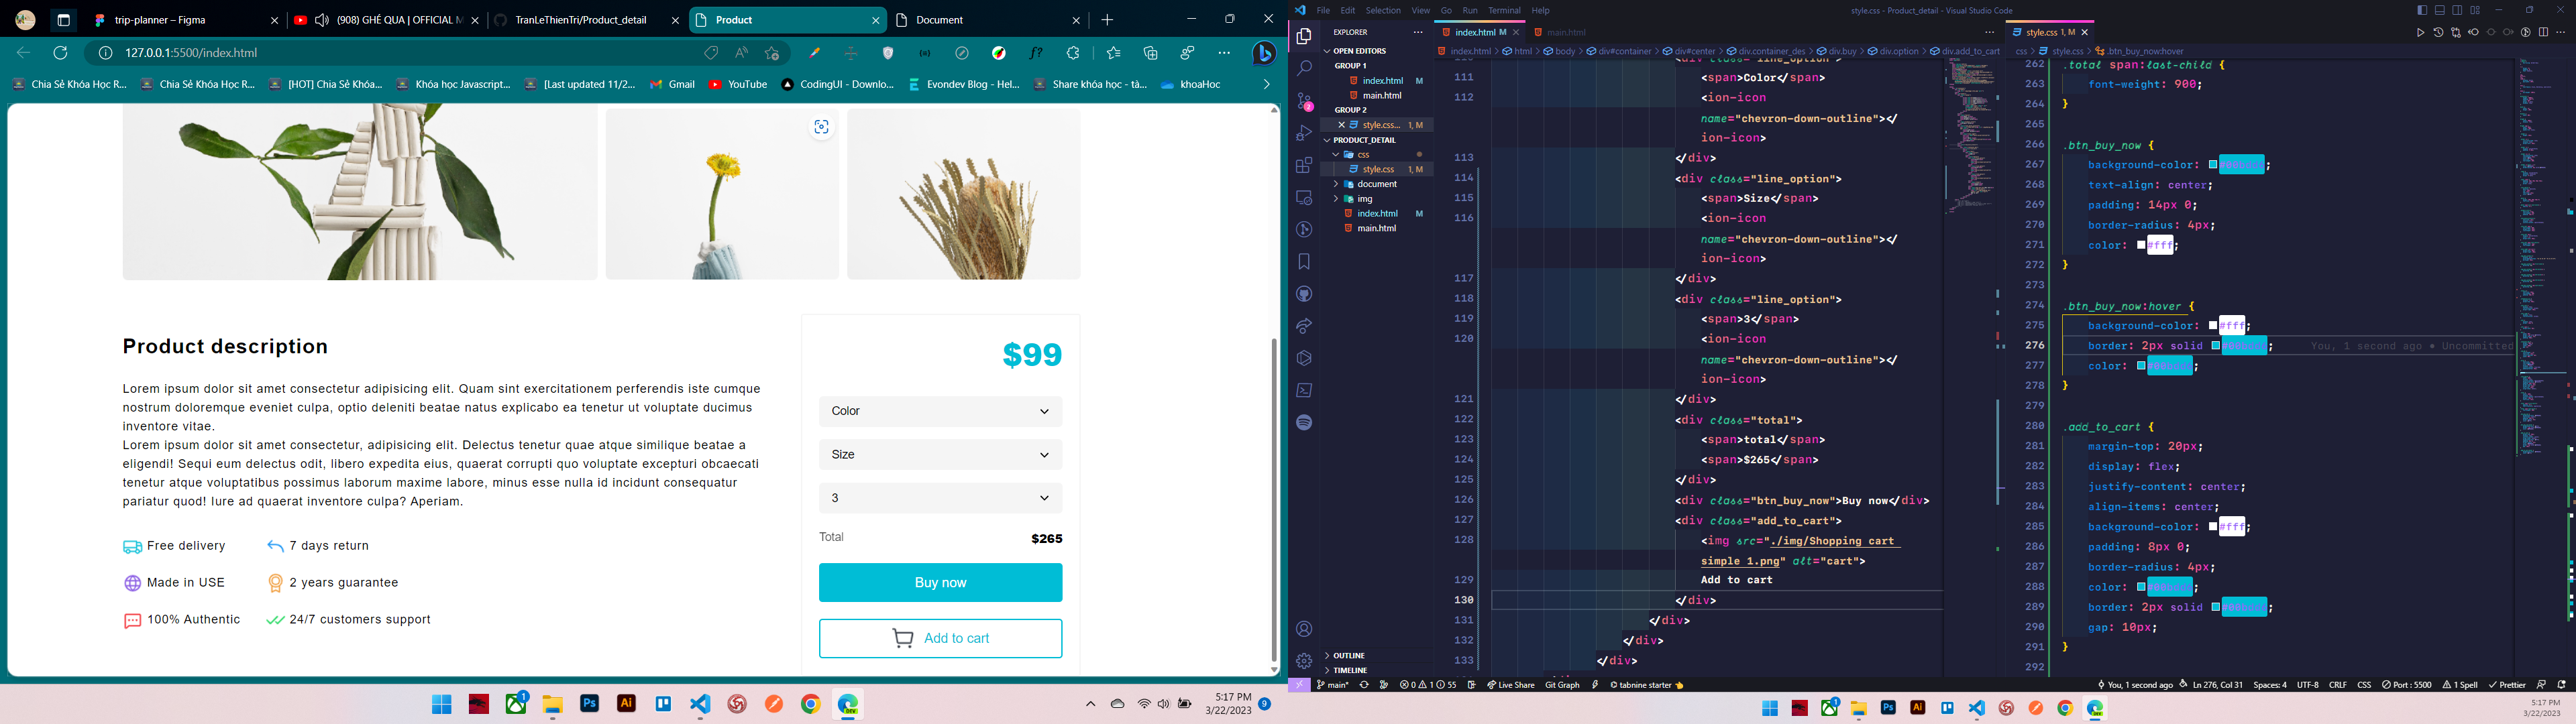 trip-planner – Figma
(908) GHÉ QUA | OFFICIAL M
TranLeThienTri/Product_detail
Product
Document
127.0.0.1:5500/index.html
Chia Sẻ Khóa Học R...
Chia Sẻ Khóa Học R...
[HOT] Chia Sẻ Khóa...
Khóa học Javascript...
[Last updated 11/2...
Gmail
YouTube
CodingUI - Downlo...
Evondev Blog - Hel...
Share khóa học - tà...
khoaHoc
Product description
Lorem ipsum dolor sit amet consectetur adipisicing elit. Quam sint exercitationem perferendis iste cumque
nostrum doloremque eveniet culpa, optio deleniti beatae natus explicabo ea tenetur ut voluptate ducimus
inventore vitae.
Lorem ipsum dolor sit amet consectetur, adipisicing elit. Delectus tenetur quae atque similique beatae a
eligendi! Sequi eum delectus odit, libero expedita eius, quaerat corrupti quo voluptate excepturi obcaecati
tenetur atque voluptatibus possimus laborum maxime labore, minus esse nulla id incidunt consequatur
pariatur quod! Iure ad quaerat inventore culpa? Aperiam.
Free delivery
7 days return
Made in USE
2 years guarantee
100% Authentic
24/7 customers support
$99
Color
Size
3
Total $265
Buy now
Add to cart
5:17 PM
3/22/2023
File Edit Selection View Go Run Terminal Help
style.css - Product_detail - Visual Studio Code
EXPLORER
OPEN EDITORS
GROUP 1
index.html M
main.html
GROUP 2
style.css... 1, M
PRODUCT_DETAIL
css
style.css 1, M
document
img
index.html M
main.html
OUTLINE
TIMELINE
index.html M
main.html
index.html > html > body > div#container > div#center > div.container_des > div.buy > div.option > div.add_to_cart
111 <span>Color</span>
112 <ion-icon
name="chevron-down-outline"></
ion-icon>
113 </div>
114 <div class="line_option">
115 <span>Size</span>
116 <ion-icon
name="chevron-down-outline"></
ion-icon>
117 </div>
118 <div class="line_option">
119 <span>3</span>
120 <ion-icon
name="chevron-down-outline"></
ion-icon>
121 </div>
122 <div class="total">
123 <span>total</span>
124 <span>$265</span>
125 </div>
126 <div class="btn_buy_now">Buy now</div>
127 <div class="add_to_cart">
128 <img src="./img/Shopping cart
simple 1.png" alt="cart">
129 Add to cart
130 </div>
131 </div>
132 </div>
133 </div>
style.css 1, M
css > style.css > .btn_buy_now:hover
262 .total span:last-child {
263 font-weight: 900;
264 }
265
266 .btn_buy_now {
267 background-color: ;
268 text-align: center;
269 padding: 14px 0;
270 border-radius: 4px;
271 color: #fff;
272 }
273
274 .btn_buy_now:hover {
275 background-color: #fff;
276 border: 2px solid ; You, 1 second ago • Uncommitted
277 color: ;
278 }
279
280 .add_to_cart {
281 margin-top: 20px;
282 display: flex;
283 justify-content: center;
284 align-items: center;
285 background-color: #fff;
286 padding: 8px 0;
287 border-radius: 4px;
288 color: ;
289 border: 2px solid ;
290 gap: 10px;
291 }
292
main* 0 1 55 Live Share Git Graph tabnine starter
You, 1 second ago Ln 276, Col 31 Spaces: 4 UTF-8 CRLF CSS Port : 5500 1 Spell Prettier
5:17 PM
3/22/2023